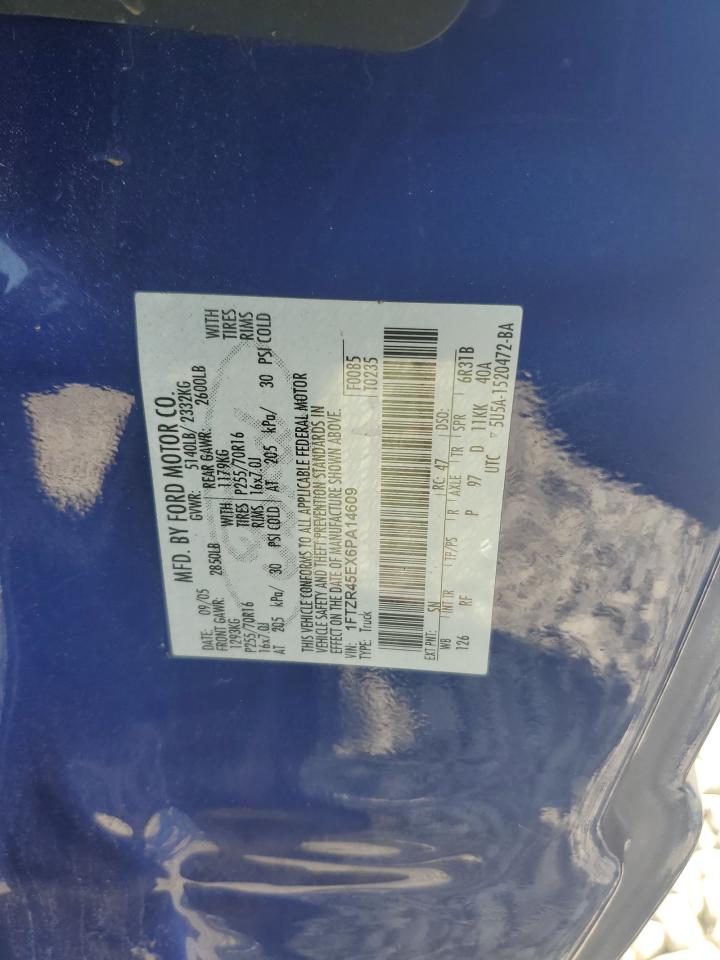 MFD. BY FORD MOTOR CO.
DATE: 09/05 GVWR: 5140LB/ 2332KG
FRONT GAWR: 2850LB REAR GAWR: 2600LB
1293KG WITH 1179KG WITH
P255/70R16 TIRES P255/70R16 TIRES
16x7.0J RIMS 16x7.0J RIMS
AT 205 kPa/ 30 PSI COLD AT 205 kPa/ 30 PSI COLD
THIS VEHICLE CONFORMS TO ALL APPLICABLE FEDERAL MOTOR
VEHICLE SAFETY AND THEFT PREVENTION STANDARDS IN
EFFECT ON THE DATE OF MANUFACTURE SHOWN ABOVE.
VIN: 1FTZR45EX6PA14609 F0085
TYPE: Truck T0235
EXT PNT: SN RC: 47 DSO:
WB INT TR TP/PS R AXLE TR SPR 6R31B
126 RF P 97 D 11KK 40A
UTC 5U5A-1520472-BA